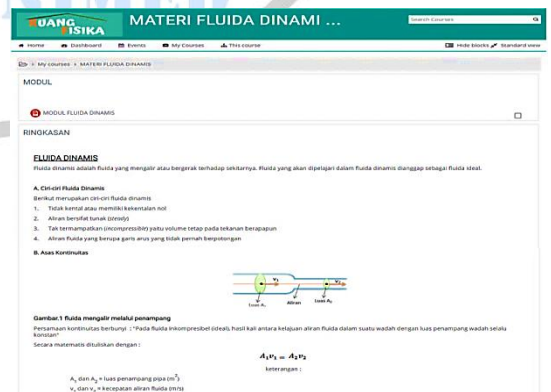 RUANG FISIKA
MATERI FLUIDA DINAMI ...
Search Courses
Home Dashboard Events My Courses This course Hide blocks Standard view
My courses > MATERI FLUIDA DINAMIS
MODUL
MODUL FLUIDA DINAMIS
RINGKASAN
FLUIDA DINAMIS
Fluida dinamis adalah fluida yang mengalir atau bergerak terhadap sekitarnya. Fluida yang akan dipelajari dalam fluida dinamis dianggap sebagai fluida ideal.
A. Ciri-ciri Fluida Dinamis
Berikut merupakan ciri-ciri fluida dinamis
1. Tidak kental atau memiliki kekentalan nol
2. Aliran bersifat tunak (steady)
3. Tak termampatkan (incompressible) yaitu volume tetap pada tekanan berapapun
4. Aliran fluida yang berupa garis arus yang tidak pernah berpotongan
B. Asas Kontinuitas
v₁ v₂
Luas A₁ Aliran Luas A₂
Gambar.1 fluida mengalir melalui penampang
Persamaan kontinuitas berbunyi : "Pada fluida inkompresibel (ideal), hasil kali antara kelajuan aliran fluida dalam suatu wadah dengan luas penampang wadah selalu
konstan"
Secara matematis dituliskan dengan :
A₁v₁ = A₂v₂
keterangan :
A₁ dan A₂ = luas penampang pipa (m²)
v₁ dan v₂ = kecepatan aliran fluida (m/s)